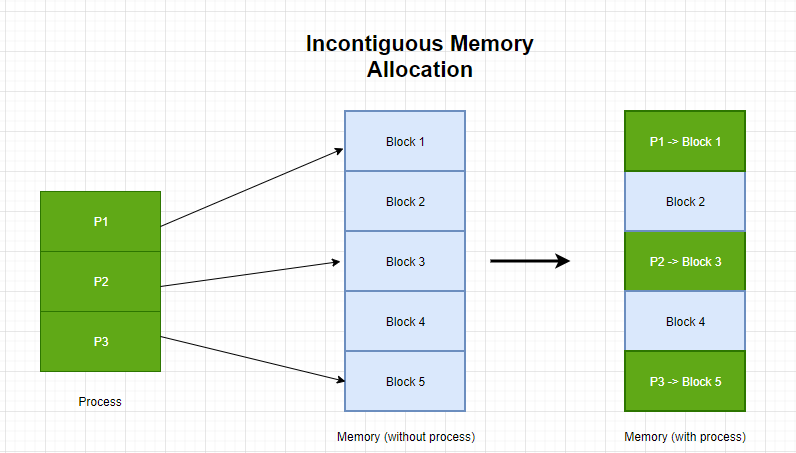 Incontiguous Memory
Allocation
P1
P2
P3
Process
Block 1
Block 2
Block 3
Block 4
Block 5
Memory (without process)
P1 -> Block 1
Block 2
P2 -> Block 3
Block 4
P3 -> Block 5
Memory (with process)